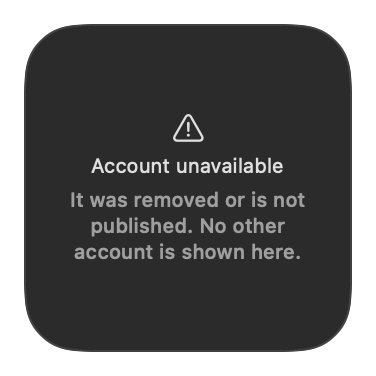 Account unavailable
It was removed or is not
published. No other
account is shown here.